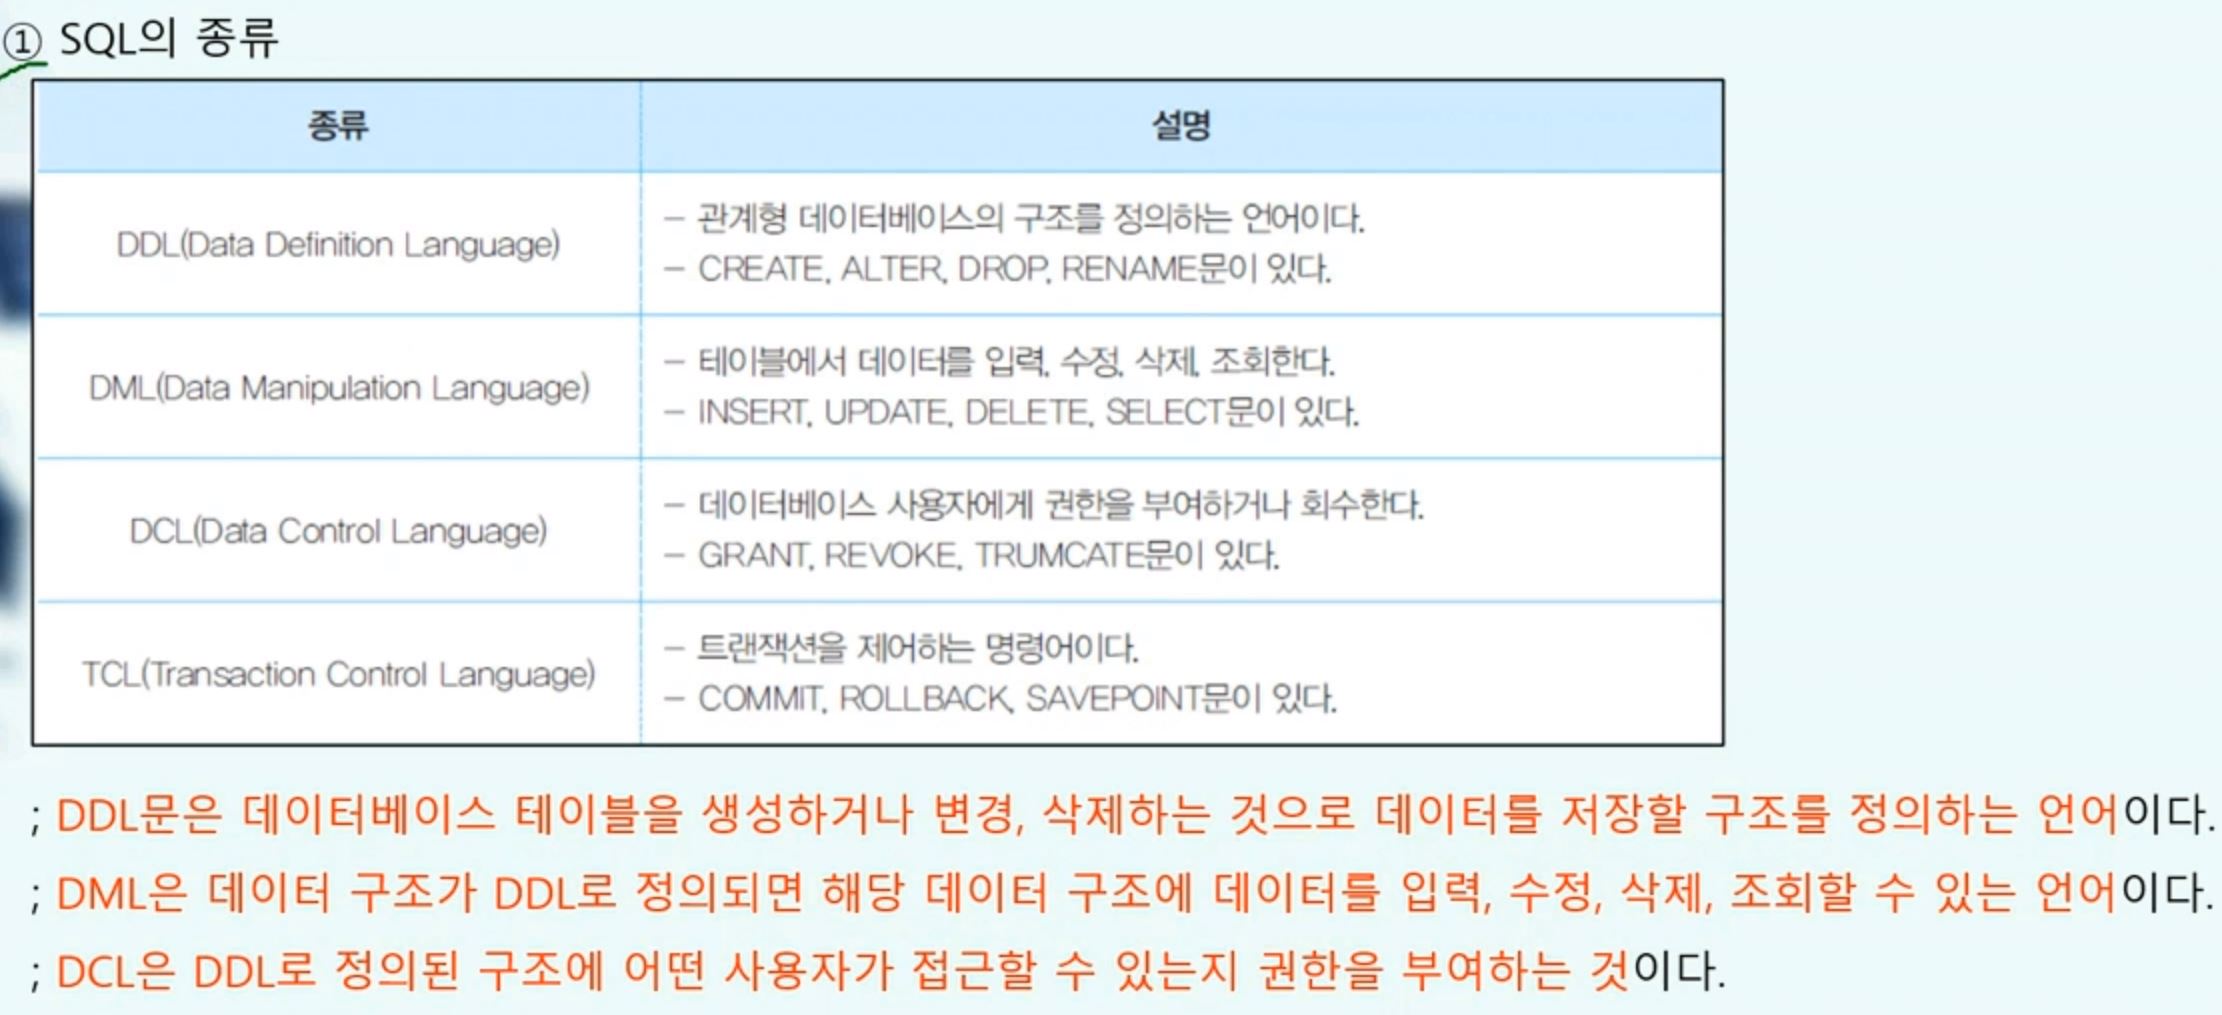 ① SQL의 종류
종류 설명
DDL(Data Definition Language)
– 관계형 데이터베이스의 구조를 정의하는 언어이다.
– CREATE, ALTER, DROP, RENAME문이 있다.
DML(Data Manipulation Language)
– 테이블에서 데이터를 입력, 수정, 삭제, 조회한다.
– INSERT, UPDATE, DELETE, SELECT문이 있다.
DCL(Data Control Language)
– 데이터베이스 사용자에게 권한을 부여하거나 회수한다.
– GRANT, REVOKE, TRUMCATE문이 있다.
TCL(Transaction Control Language)
– 트랜잭션을 제어하는 명령어이다.
– COMMIT, ROLLBACK, SAVEPOINT문이 있다.
; DDL문은 데이터베이스 테이블을 생성하거나 변경, 삭제하는 것으로 데이터를 저장할 구조를 정의하는 언어이다.
; DML은 데이터 구조가 DDL로 정의되면 해당 데이터 구조에 데이터를 입력, 수정, 삭제, 조회할 수 있는 언어이다.
; DCL은 DDL로 정의된 구조에 어떤 사용자가 접근할 수 있는지 권한을 부여하는 것이다.